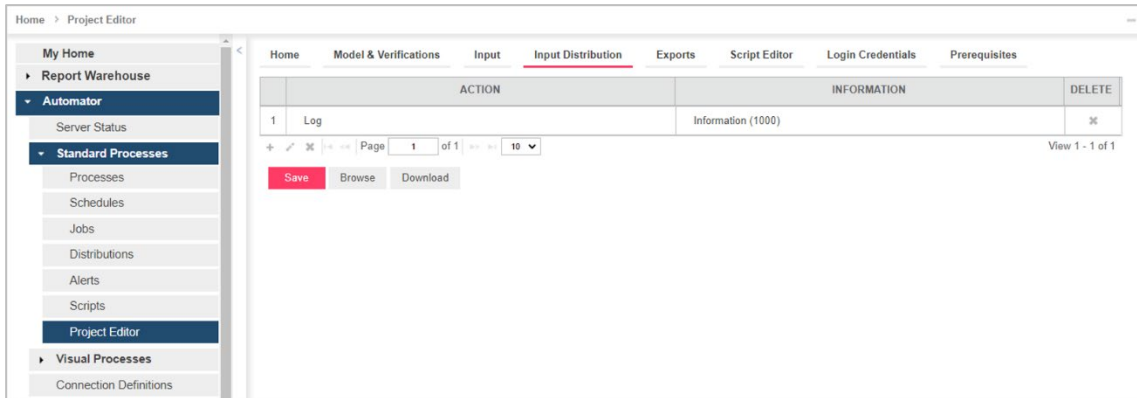 Home > Project Editor
My Home
Report Warehouse
Automator
Server Status
Standard Processes
Processes
Schedules
Jobs
Distributions
Alerts
Scripts
Project Editor
Visual Processes
Connection Definitions
Home Model & Verifications Input Input Distribution Exports Script Editor Login Credentials Prerequisites
ACTION INFORMATION DELETE
1 Log Information (1000)
Page 1 of 1 10 View 1 - 1 of 1
Save Browse Download